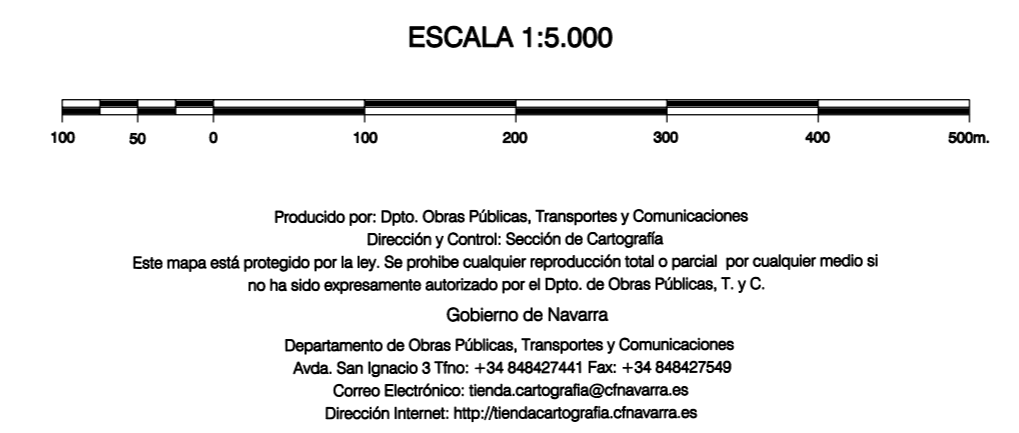 ESCALA 1:5.000
100 50 0 100 200 300 400 500m.
Producido por: Dpto. Obras Públicas, Transportes y Comunicaciones
Dirección y Control: Sección de Cartografía
Este mapa está protegido por la ley. Se prohibe cualquier reproducción total o parcial por cualquier medio si
no ha sido expresamente autorizado por el Dpto. de Obras Públicas, T. y C.
Gobierno de Navarra
Departamento de Obras Públicas, Transportes y Comunicaciones
Avda. San Ignacio 3 Tfno: +34 848427441 Fax: +34 848427549
Correo Electrónico: tienda.cartografia@cfnavarra.es
Dirección Internet: http://tiendacartografia.cfnavarra.es